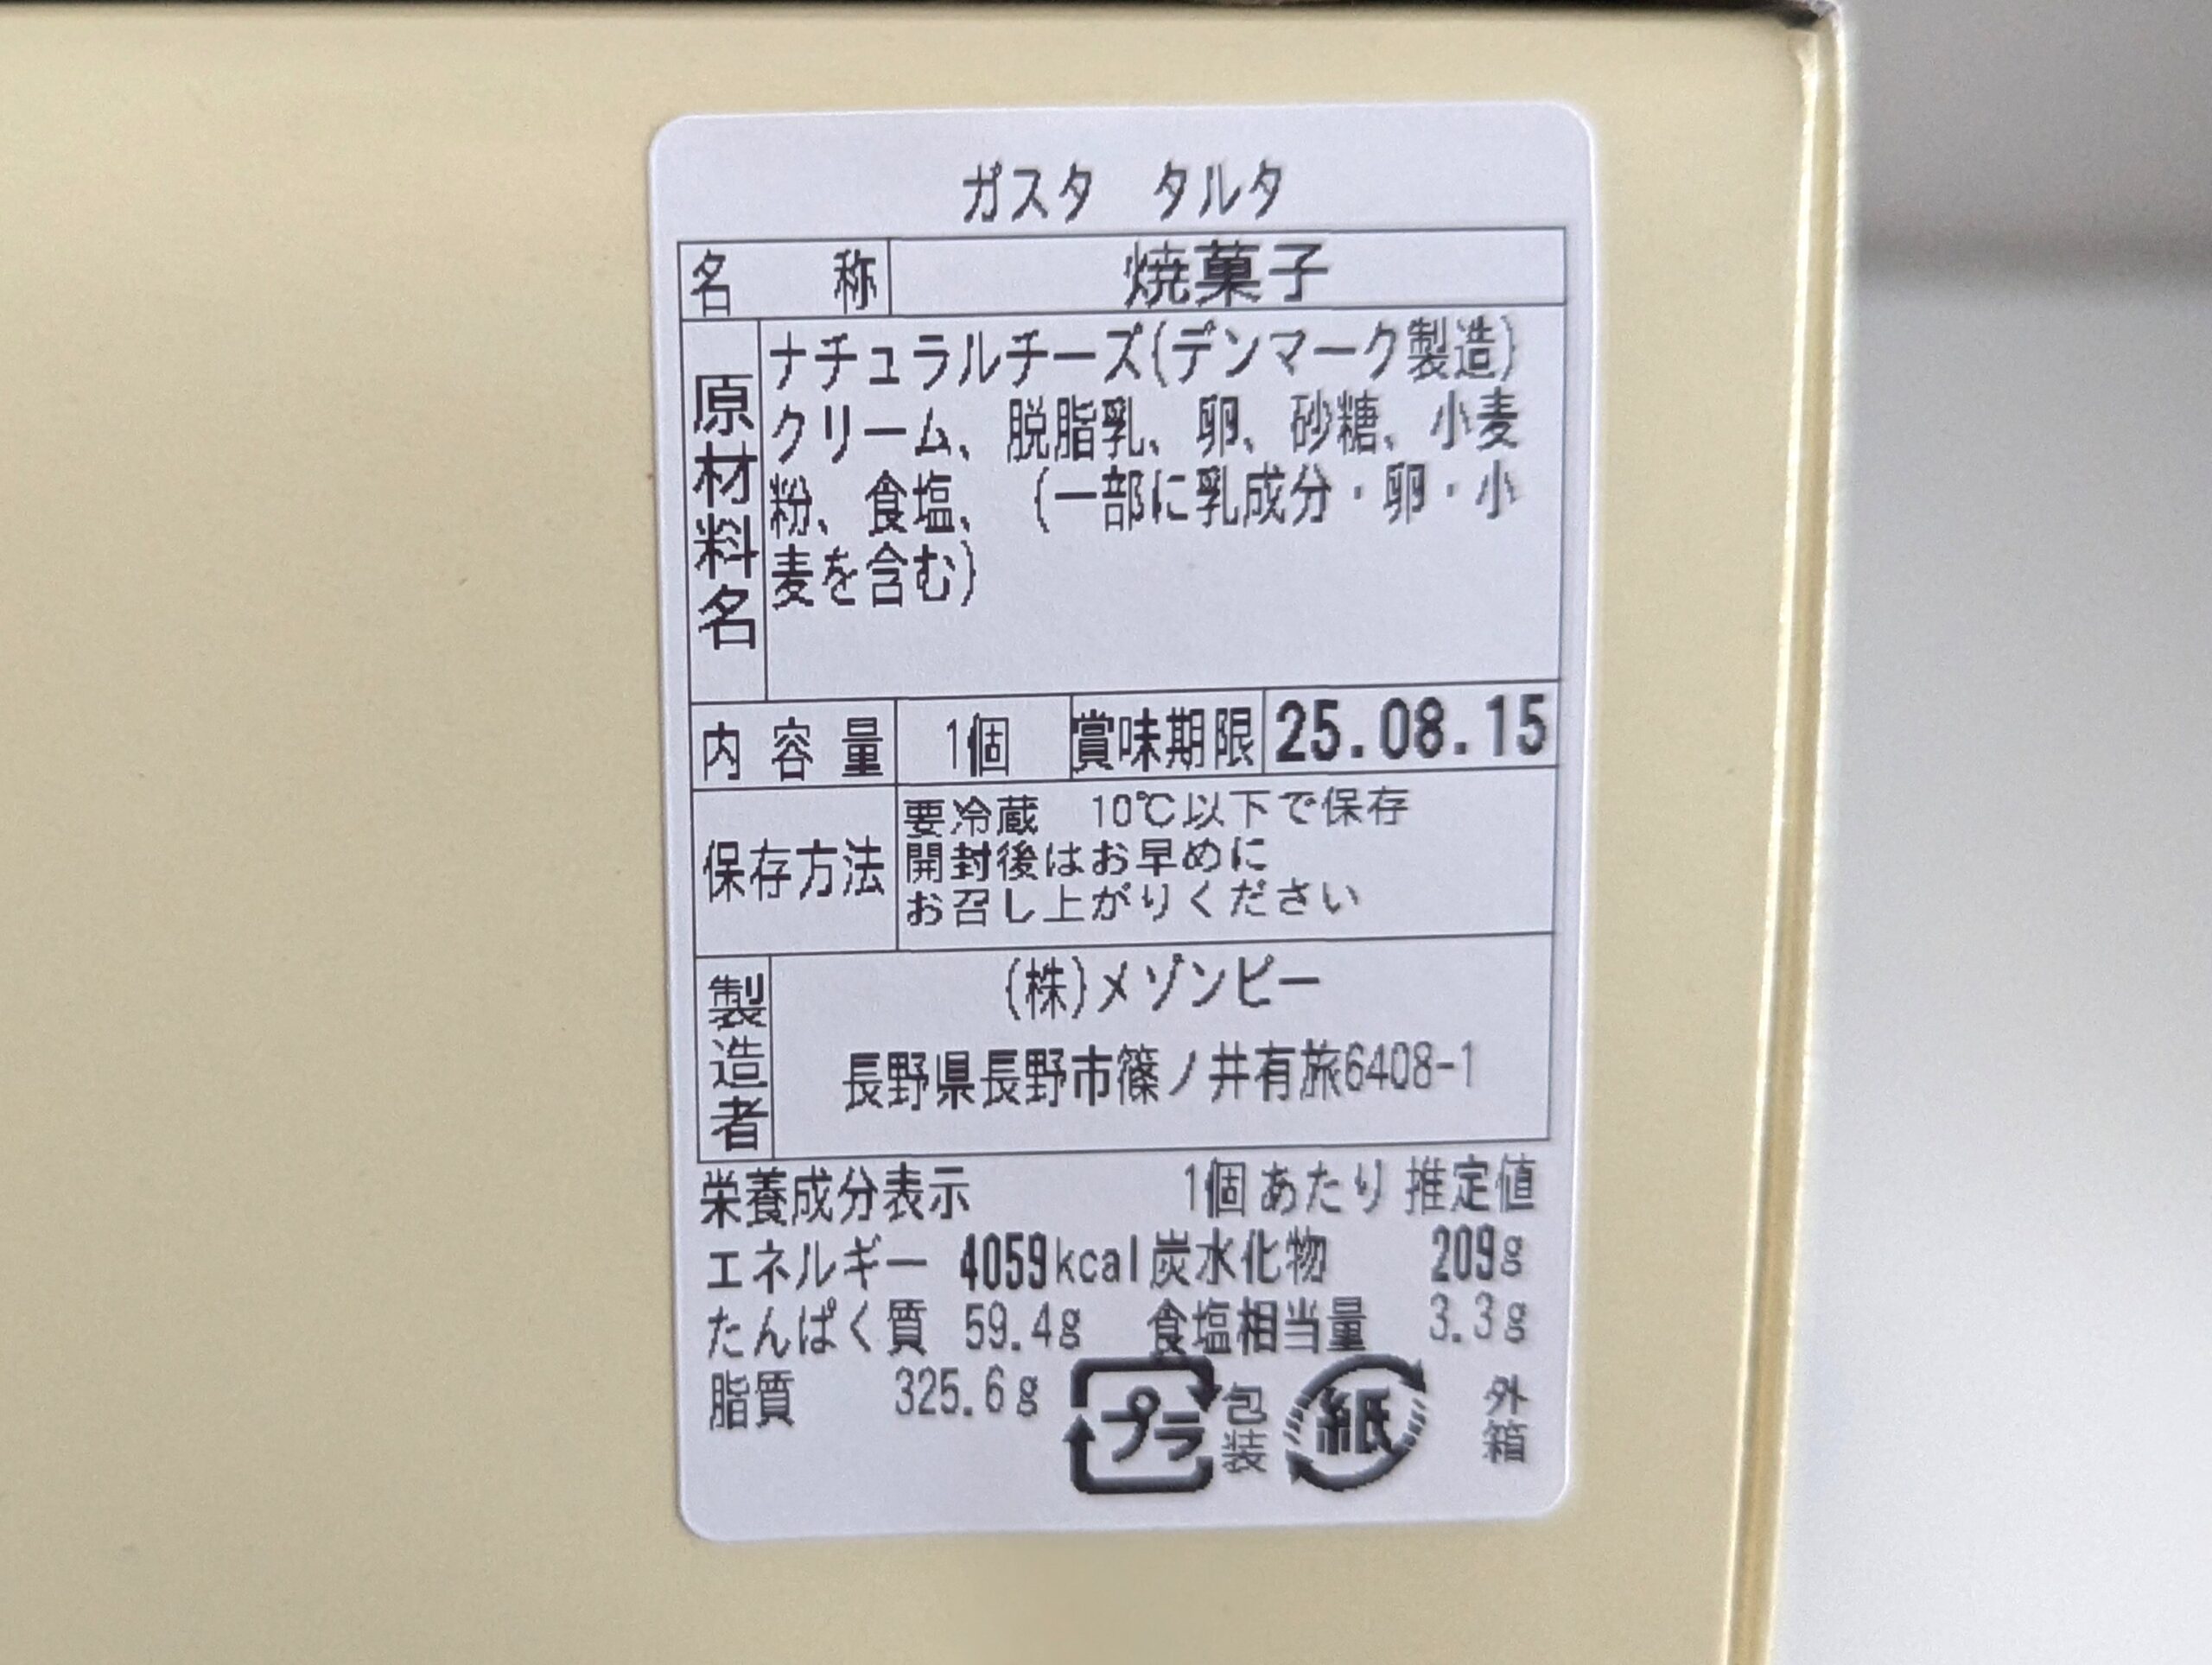 ガスタ　タルタ
名　称　焼菓子
原材料名
ナチュラルチーズ(デンマーク製造)
クリーム、脱脂乳、卵、砂糖、小麦
粉、食塩、（一部に乳成分・卵・小
麦を含む）
内容量　1個　賞味期限　25.08.15
保存方法
要冷蔵　10℃以下で保存
開封後はお早めに
お召し上がりください
製造者
(株)メゾンピー
長野県長野市篠ノ井有旅6408-1
栄養成分表示　1個あたり 推定値
エネルギー 4059kcal 炭水化物 209g
たんぱく質 59.4g 食塩相当量 3.3g
脂質 325.6g
プラ 包装 紙 外箱